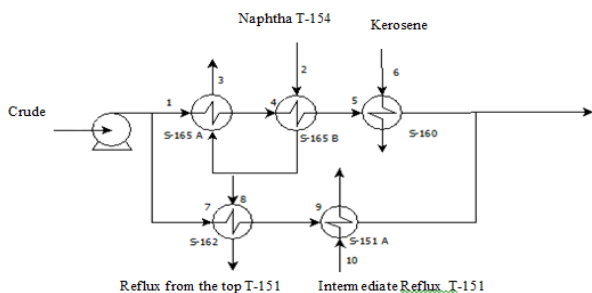 Naphtha T-154
Kerosene
3
2
6
Crude
1
4
5
S-165 A
S-165 B
S-160
7
8
9
S-162
S-151 A
10
Reflux from the top T-151
Interm ediate Reflux T-151